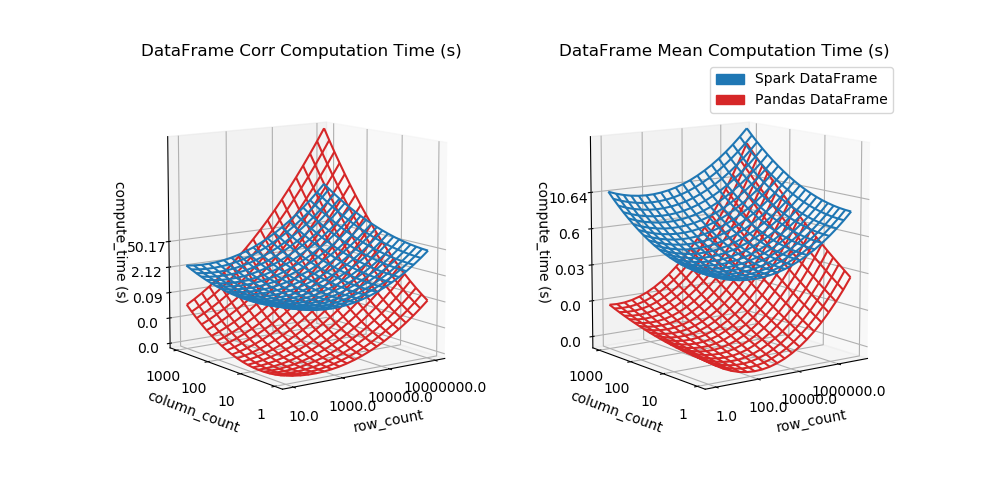 DataFrame Corr Computation Time (s)
compute_time (s)
50.17
2.12
0.09
0.0
0.0
1000
100
10
1
column_count
10.0
1000.0
100000.0
10000000.0
row_count
DataFrame Mean Computation Time (s)
Spark DataFrame
Pandas DataFrame
compute_time (s)
10.64
0.6
0.03
0.0
0.0
1000
100
10
1
column_count
1.0
100.0
10000.0
1000000.0
row_count